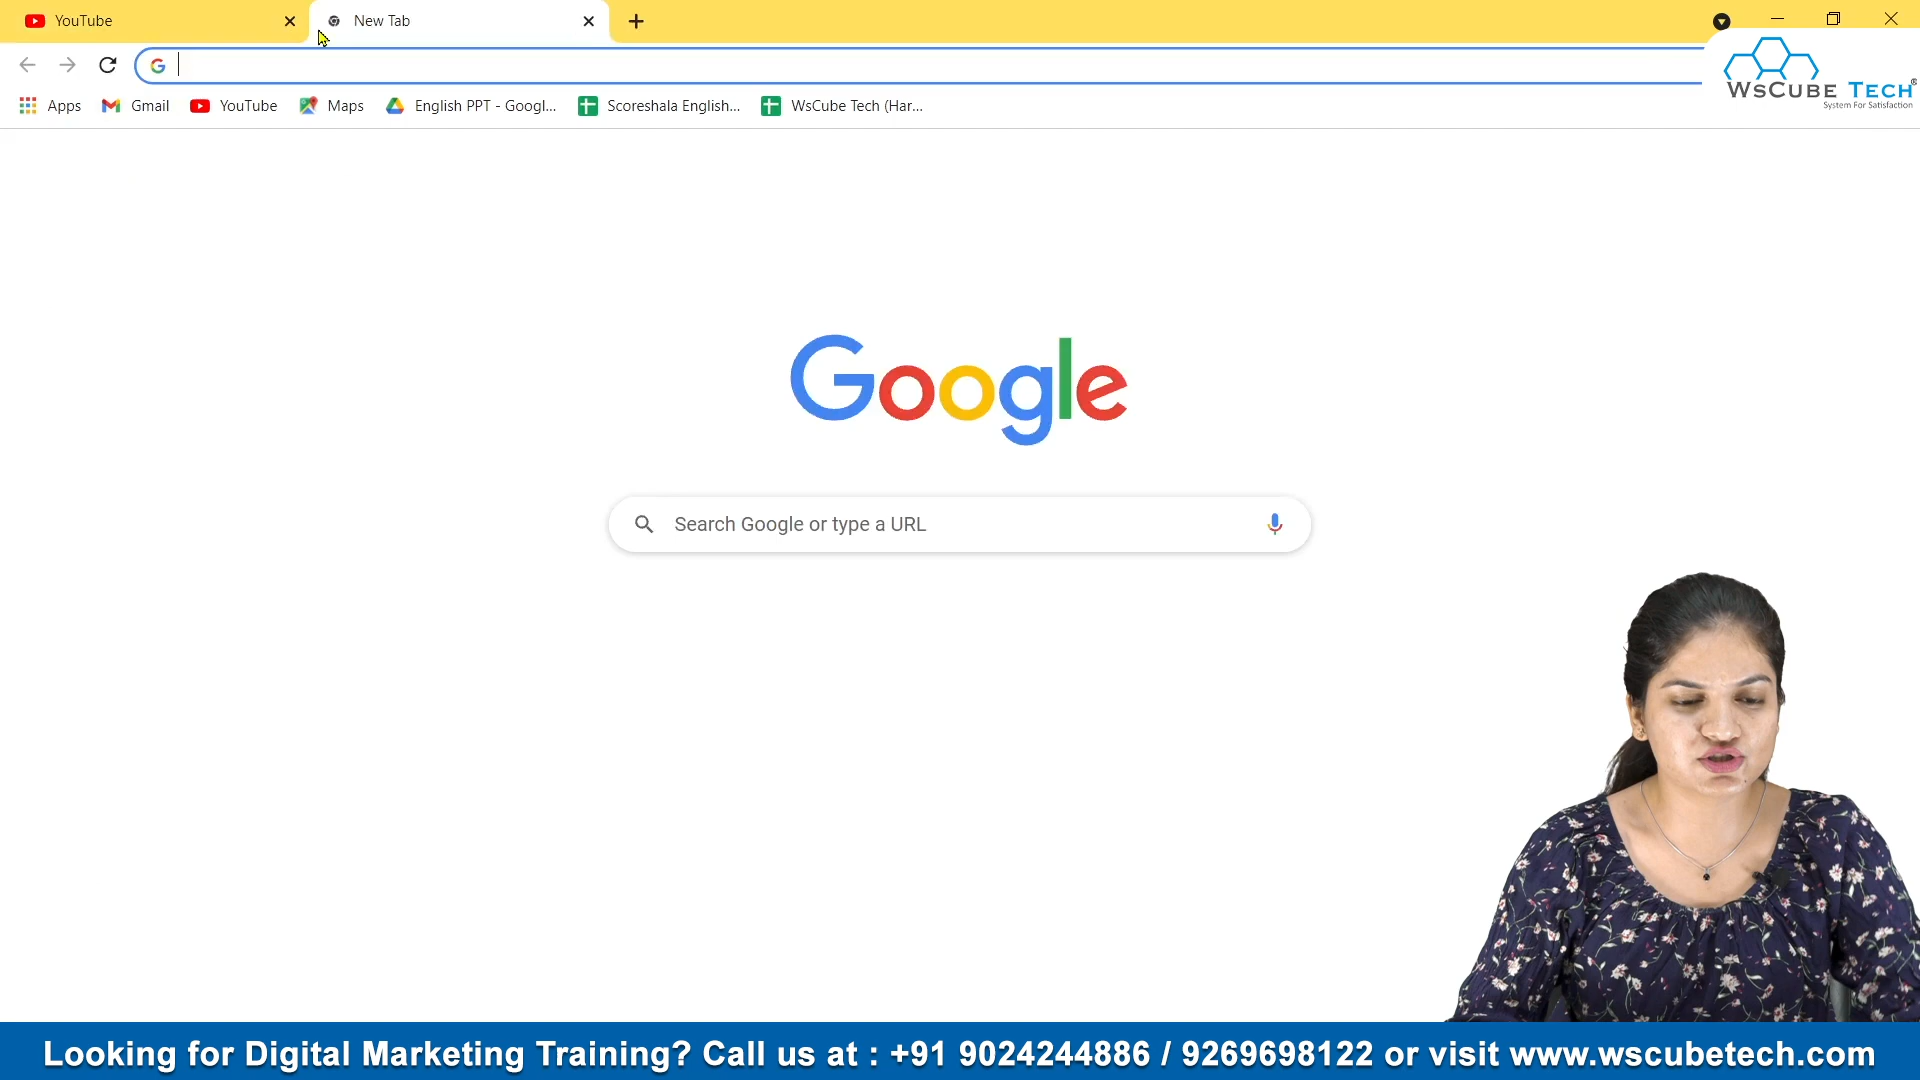 YouTube
New Tab
Apps
Gmail
YouTube
Maps
English PPT - Googl...
Scoreshala English...
WsCube Tech (Har...
WsCube Tech®
System For Satisfaction
Google
Search Google or type a URL
Looking for Digital Marketing Training? Call us at : +91 9024244886 / 9269698122 or visit www.wscubetech.com